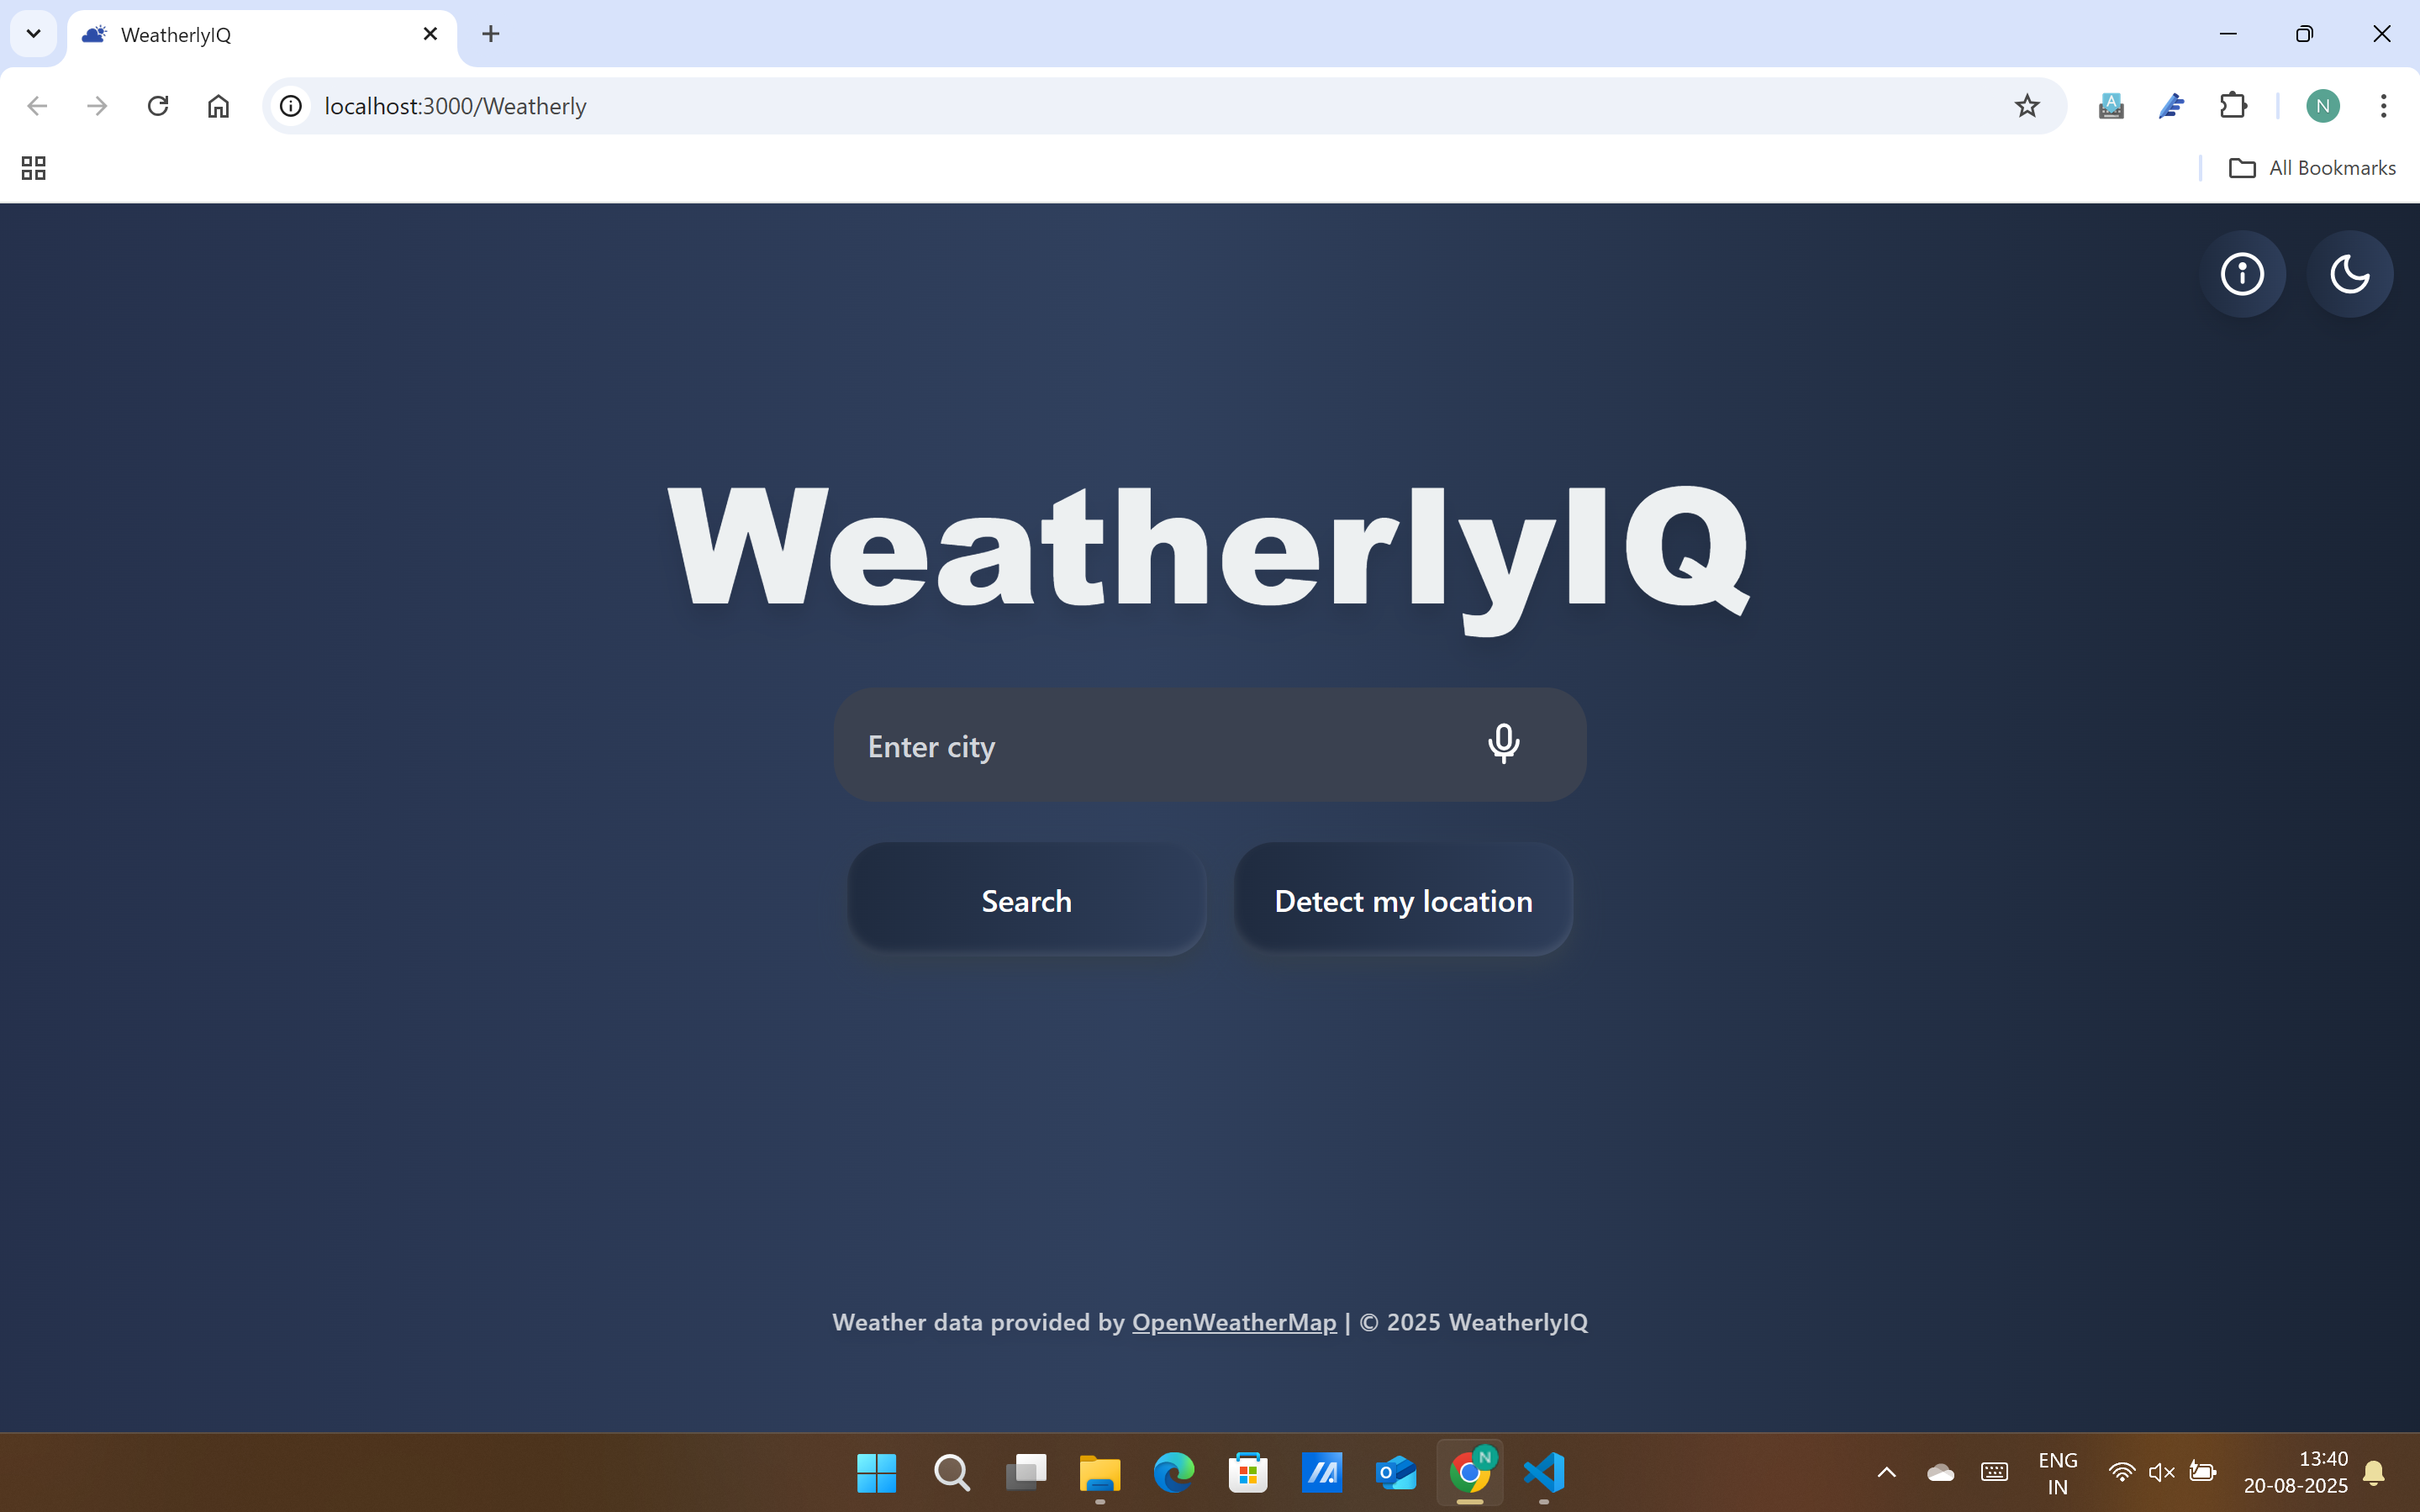 WeatherlyIQ
localhost:3000/Weatherly
N
All Bookmarks
WeatherlyIQ
Enter city
Search
Detect my location
Weather data provided by OpenWeatherMap | © 2025 WeatherlyIQ
ENG
IN
13:40
20-08-2025